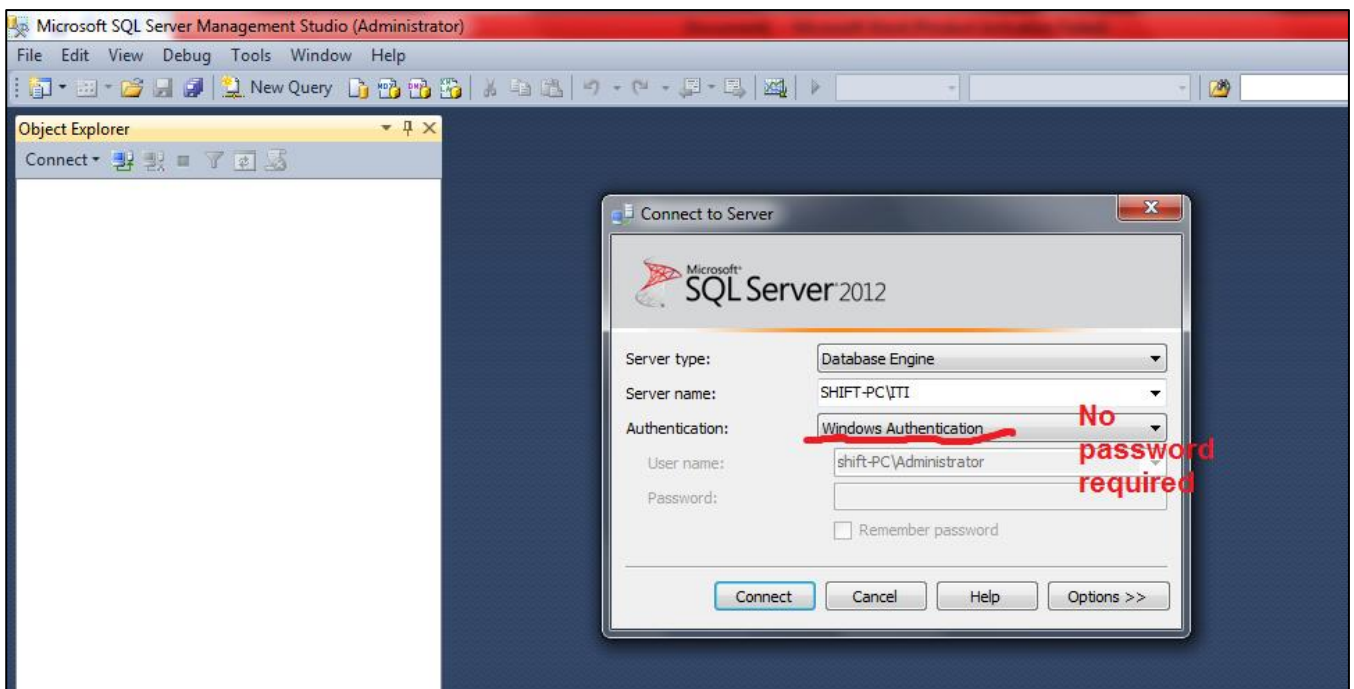 Microsoft SQL Server Management Studio (Administrator)
File Edit View Debug Tools Window Help
New Query
Object Explorer
Connect
Connect to Server
Microsoft
SQL Server 2012
Server type: Database Engine
Server name: SHIFT-PC\ITI
Authentication: Windows Authentication
No
password
required
User name: shift-PC\Administrator
Password:
Remember password
Connect Cancel Help Options >>